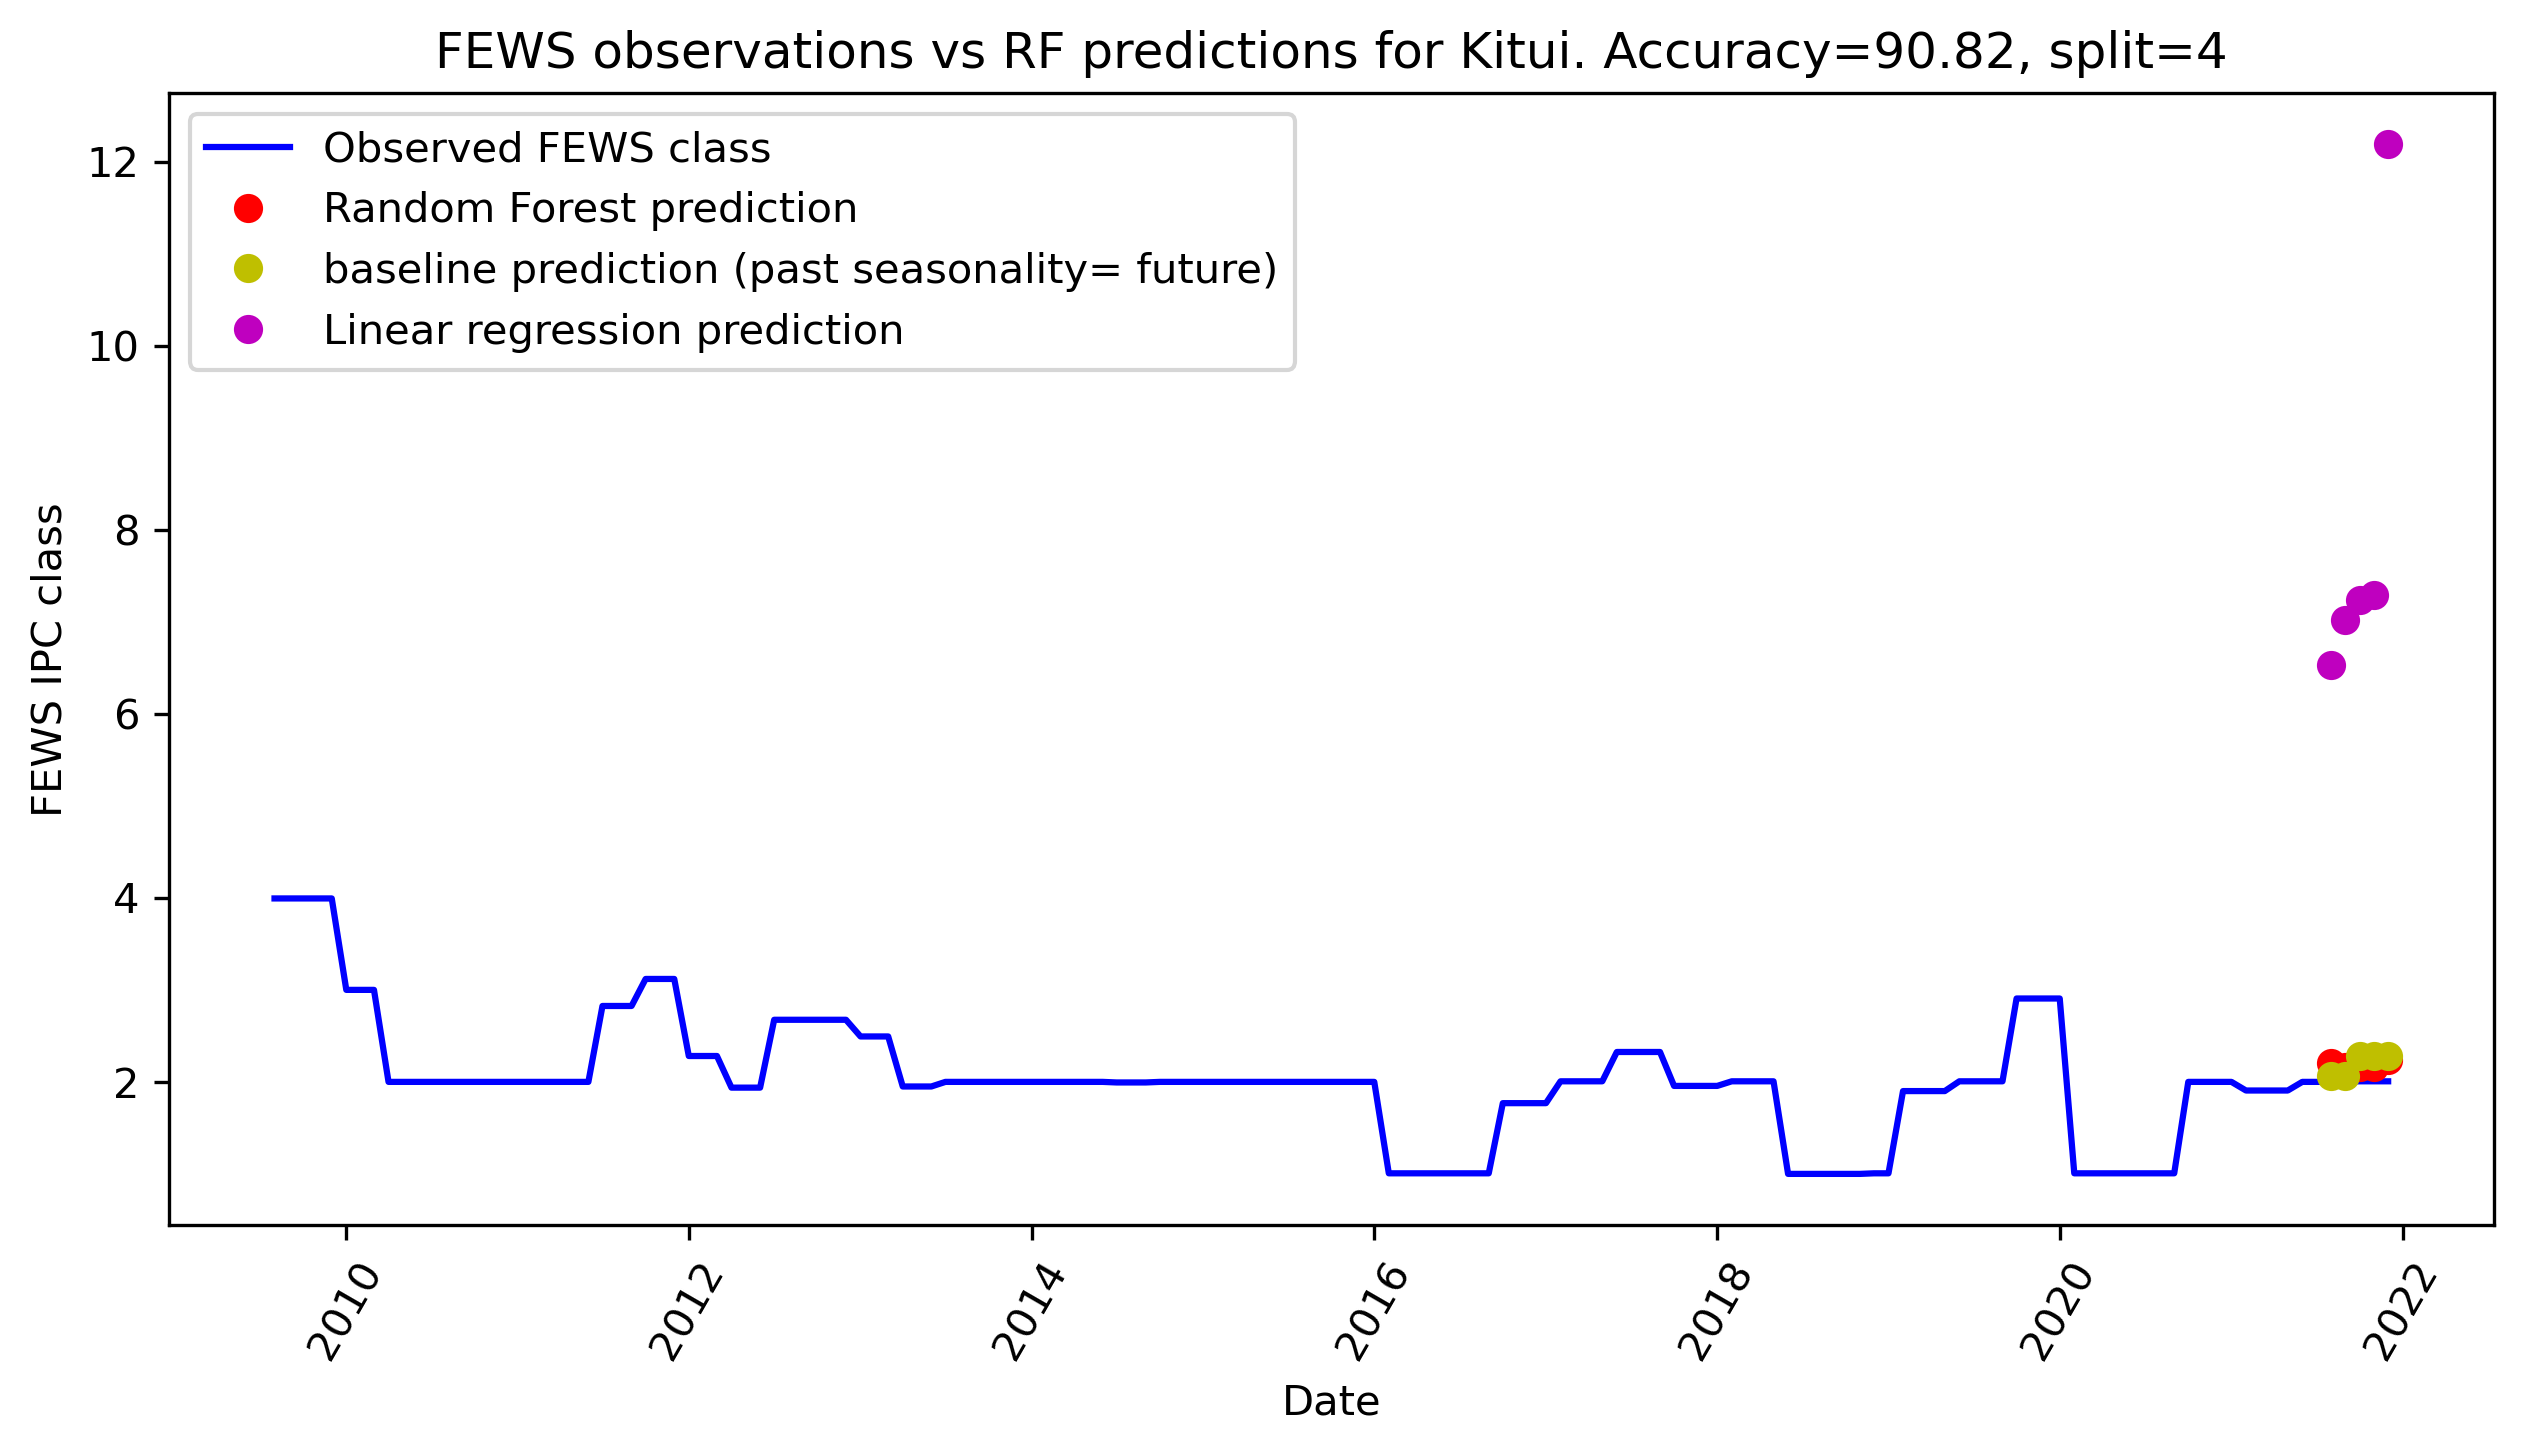 FEWS observations vs RF predictions for Kitui. Accuracy=90.82, split=4
Observed FEWS class
Random Forest prediction
baseline prediction (past seasonality= future)
Linear regression prediction
12
10
8
6
4
2
FEWS IPC class
2010
2012
2014
2016
2018
2020
2022
Date